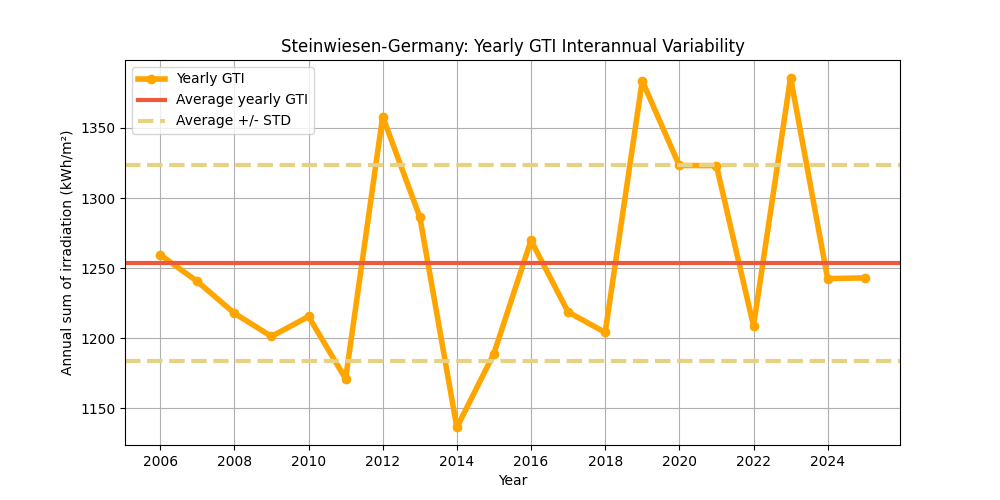 Steinwiesen-Germany: Yearly GTI Interannual Variability
Yearly GTI
Average yearly GTI
Average +/- STD
Annual sum of irradiation (kWh/m²)
1350
1300
1250
1200
1150
2006 2008 2010 2012 2014 2016 2018 2020 2022 2024
Year